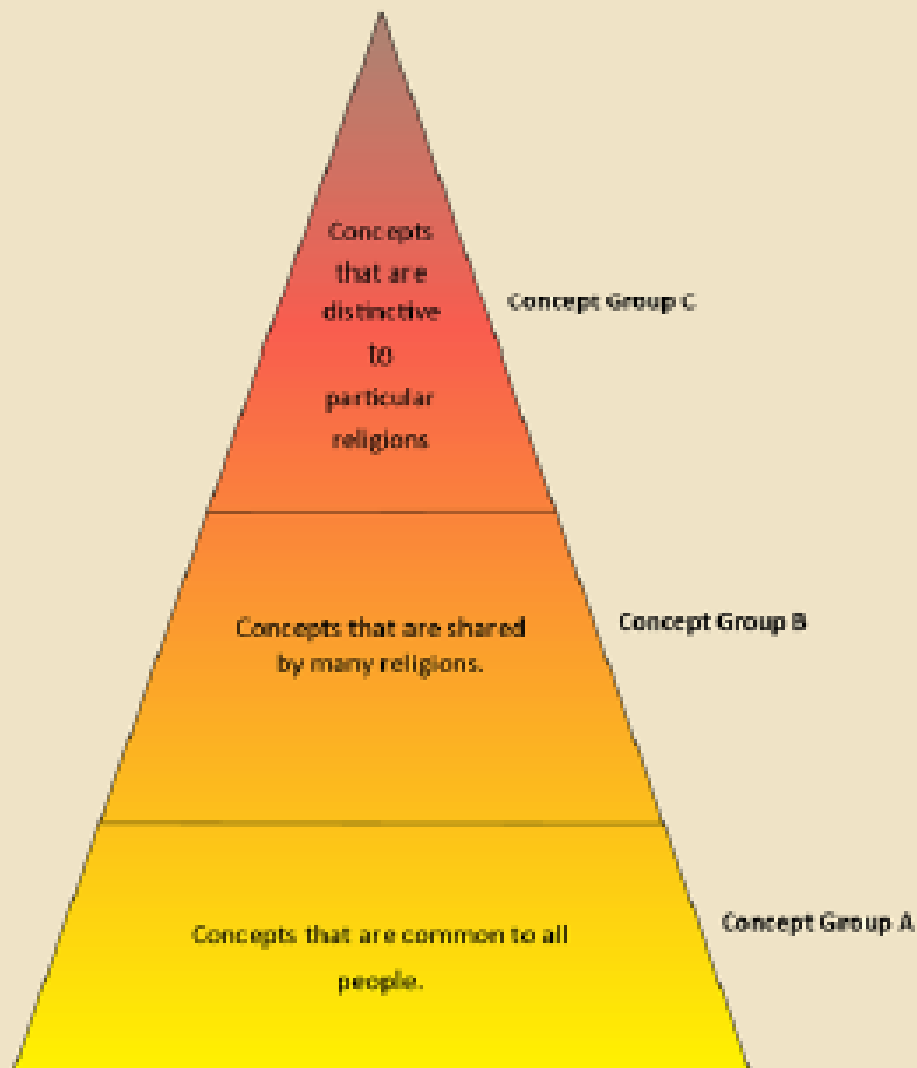 Concepts
that are
distinctive
to
particular
religions
Concept Group C
Concepts that are shared
by many religions.
Concept Group B
Concepts that are common to all
people.
Concept Group A